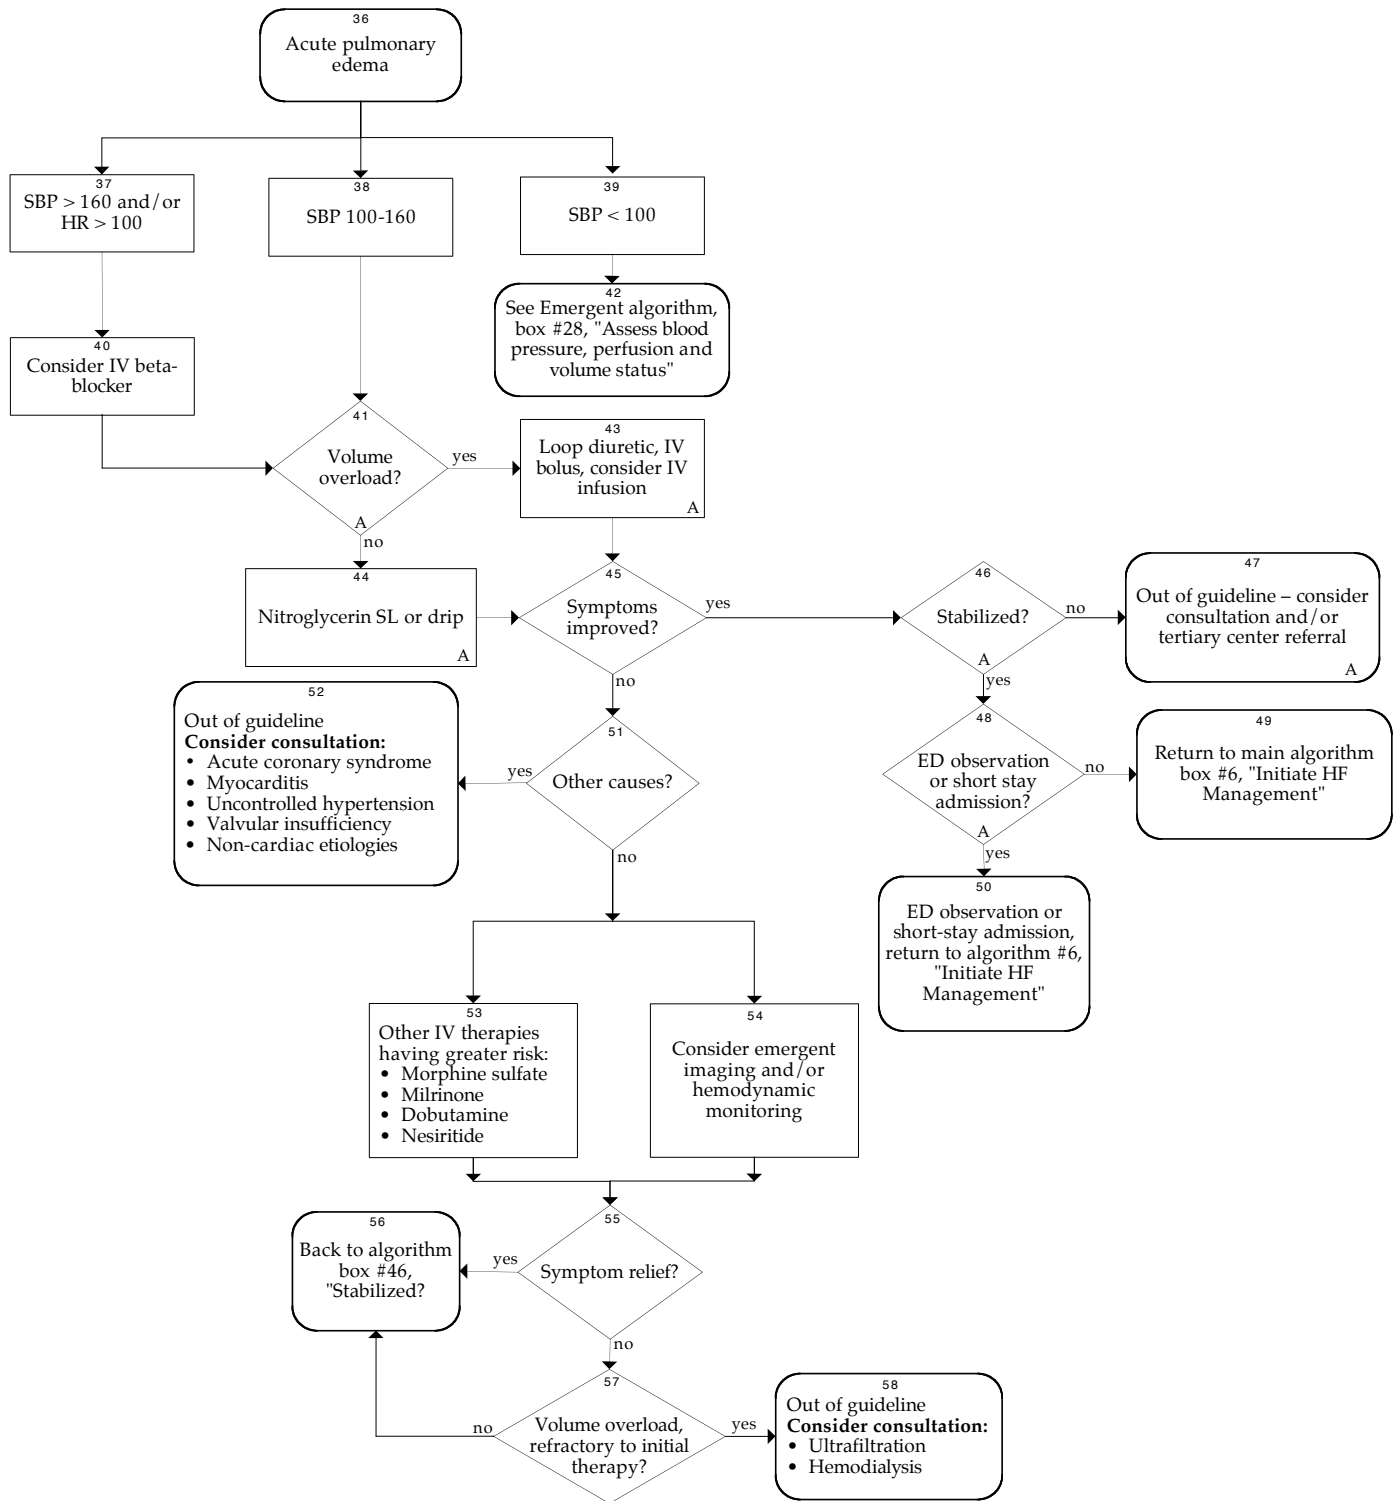 36
Acute pulmonary
edema
37
SBP > 160 and/or
HR > 100
38
SBP 100-160
39
SBP < 100
40
Consider IV beta-
blocker
42
See Emergent algorithm,
box #28, "Assess blood
pressure, perfusion and
volume status"
41
Volume
overload?
A
yes
no
43
Loop diuretic, IV
bolus, consider IV
infusion
A
44
Nitroglycerin SL or drip
A
45
Symptoms
improved?
yes
no
46
Stabilized?
A
no
yes
47
Out of guideline – consider
consultation and/or
tertiary center referral
A
48
ED observation
or short stay
admission?
A
no
yes
49
Return to main algorithm
box #6, "Initiate HF
Management"
50
ED observation or
short-stay admission,
return to algorithm #6,
"Initiate HF
Management"
51
Other causes?
yes
no
52
Out of guideline
Consider consultation:
• Acute coronary syndrome
• Myocarditis
• Uncontrolled hypertension
• Valvular insufficiency
• Non-cardiac etiologies
53
Other IV therapies
having greater risk:
• Morphine sulfate
• Milrinone
• Dobutamine
• Nesiritide
54
Consider emergent
imaging and/or
hemodynamic
monitoring
55
Symptom relief?
yes
no
56
Back to algorithm
box #46,
"Stabilized?
57
Volume overload,
refractory to initial
therapy?
no
yes
58
Out of guideline
Consider consultation:
• Ultrafiltration
• Hemodialysis